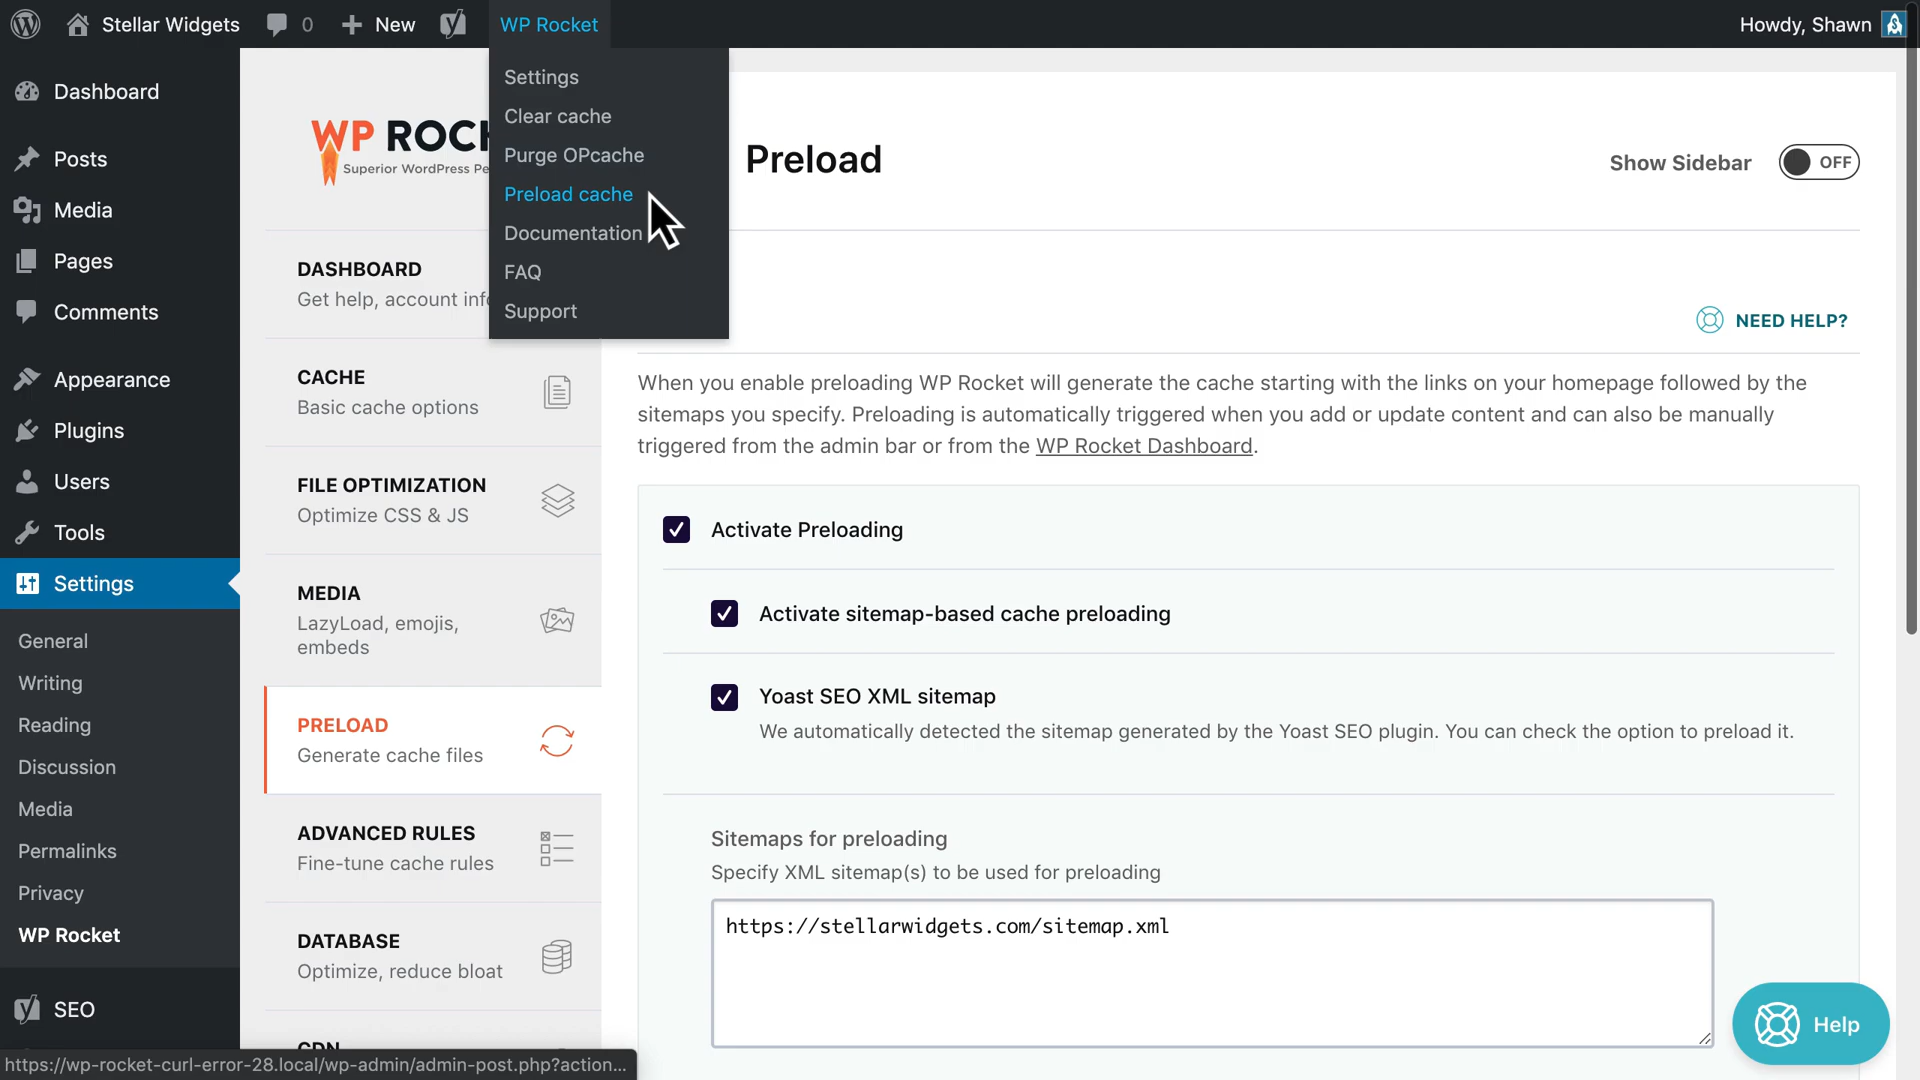 Stellar Widgets
0
New
WP Rocket
Howdy, Shawn
Settings
Clear cache
Purge OPcache
Preload cache
Documentation
FAQ
Support
Dashboard
Posts
Media
Pages
Comments
Appearance
Plugins
Users
Tools
Settings
General
Writing
Reading
Discussion
Media
Permalinks
Privacy
WP Rocket
SEO
WP ROCK
Superior WordPress Pe
DASHBOARD
Get help, account info
CACHE
Basic cache options
FILE OPTIMIZATION
Optimize CSS & JS
MEDIA
LazyLoad, emojis,
embeds
PRELOAD
Generate cache files
ADVANCED RULES
Fine-tune cache rules
DATABASE
Optimize, reduce bloat
CDN
Preload
Show Sidebar
OFF
NEED HELP?
When you enable preloading WP Rocket will generate the cache starting with the links on your homepage followed by the
sitemaps you specify. Preloading is automatically triggered when you add or update content and can also be manually
triggered from the admin bar or from the WP Rocket Dashboard.
Activate Preloading
Activate sitemap-based cache preloading
Yoast SEO XML sitemap
We automatically detected the sitemap generated by the Yoast SEO plugin. You can check the option to preload it.
Sitemaps for preloading
Specify XML sitemap(s) to be used for preloading
https://stellarwidgets.com/sitemap.xml
Help
https://wp-rocket-curl-error-28.local/wp-admin/admin-post.php?action...